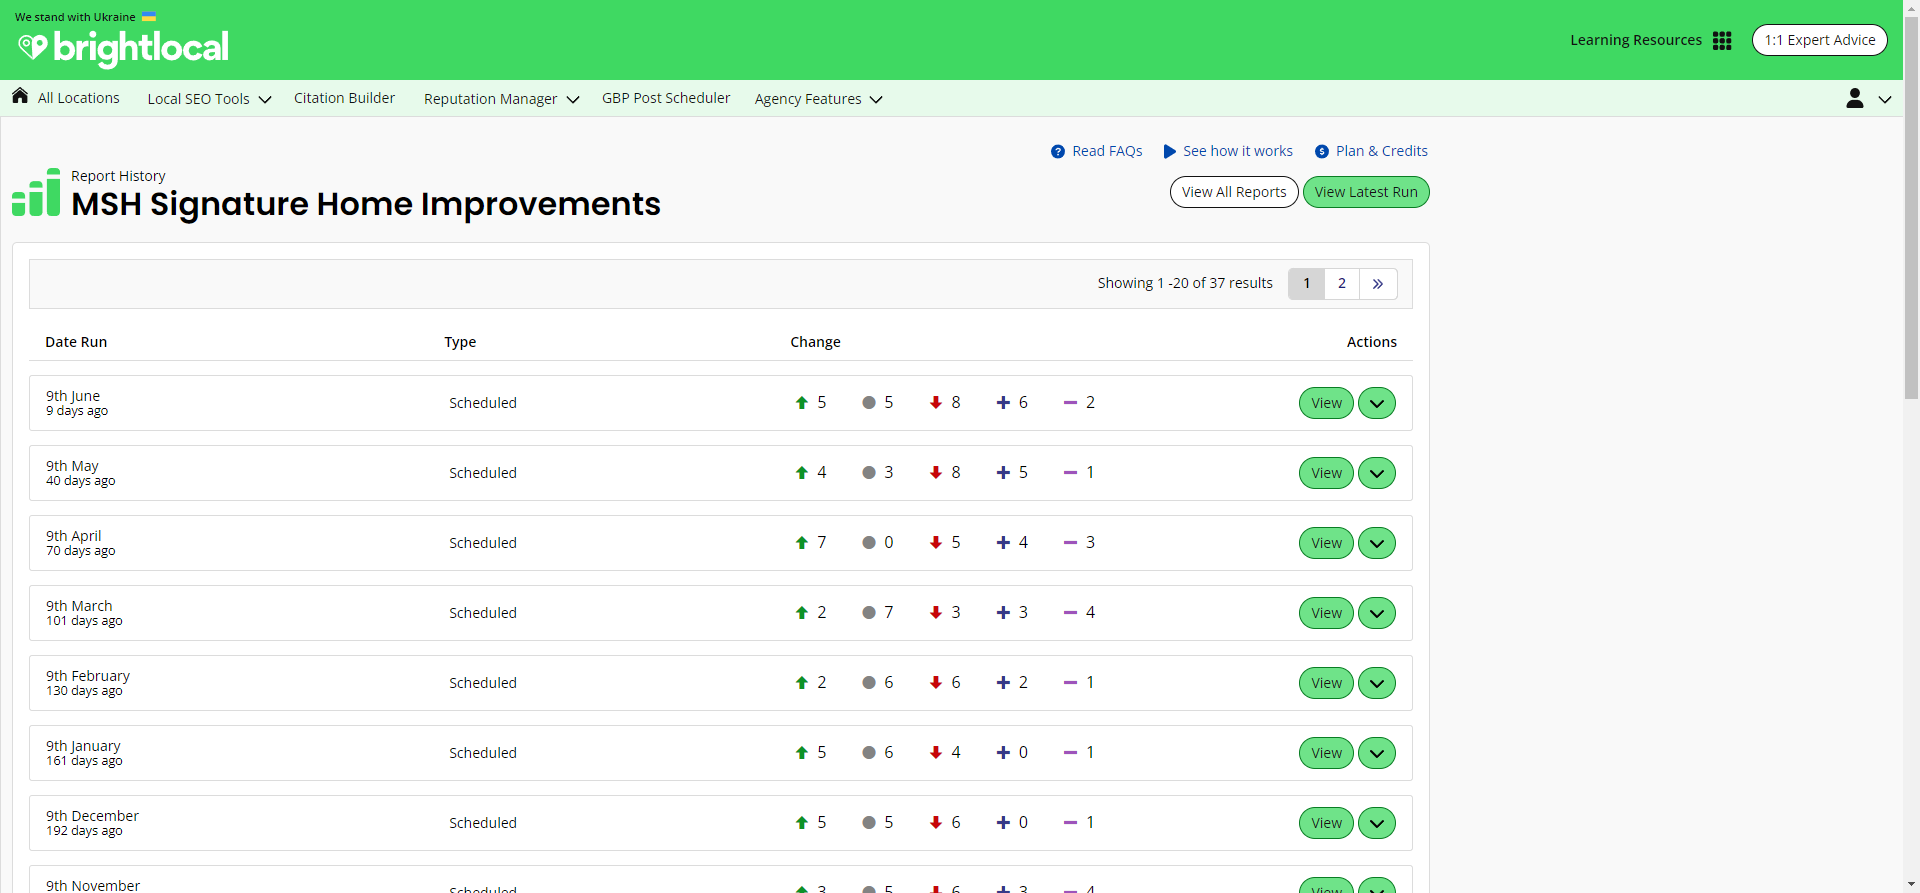 We stand with Ukraine
brightlocal
Learning Resources
1:1 Expert Advice
All Locations
Local SEO Tools
Citation Builder
Reputation Manager
GBP Post Scheduler
Agency Features
Read FAQs
See how it works
Plan & Credits
Report History
MSH Signature Home Improvements
View All Reports
View Latest Run
Showing 1 -20 of 37 results
1 2 »
Date Run Type Change Actions
9th June
9 days ago
Scheduled 5 5 8 6 2 View
9th May
40 days ago
Scheduled 4 3 8 5 1 View
9th April
70 days ago
Scheduled 7 0 5 4 3 View
9th March
101 days ago
Scheduled 2 7 3 3 4 View
9th February
130 days ago
Scheduled 2 6 6 2 1 View
9th January
161 days ago
Scheduled 5 6 4 0 1 View
9th December
192 days ago
Scheduled 5 5 6 0 1 View
9th November
Scheduled 3 5 6 3 4 View